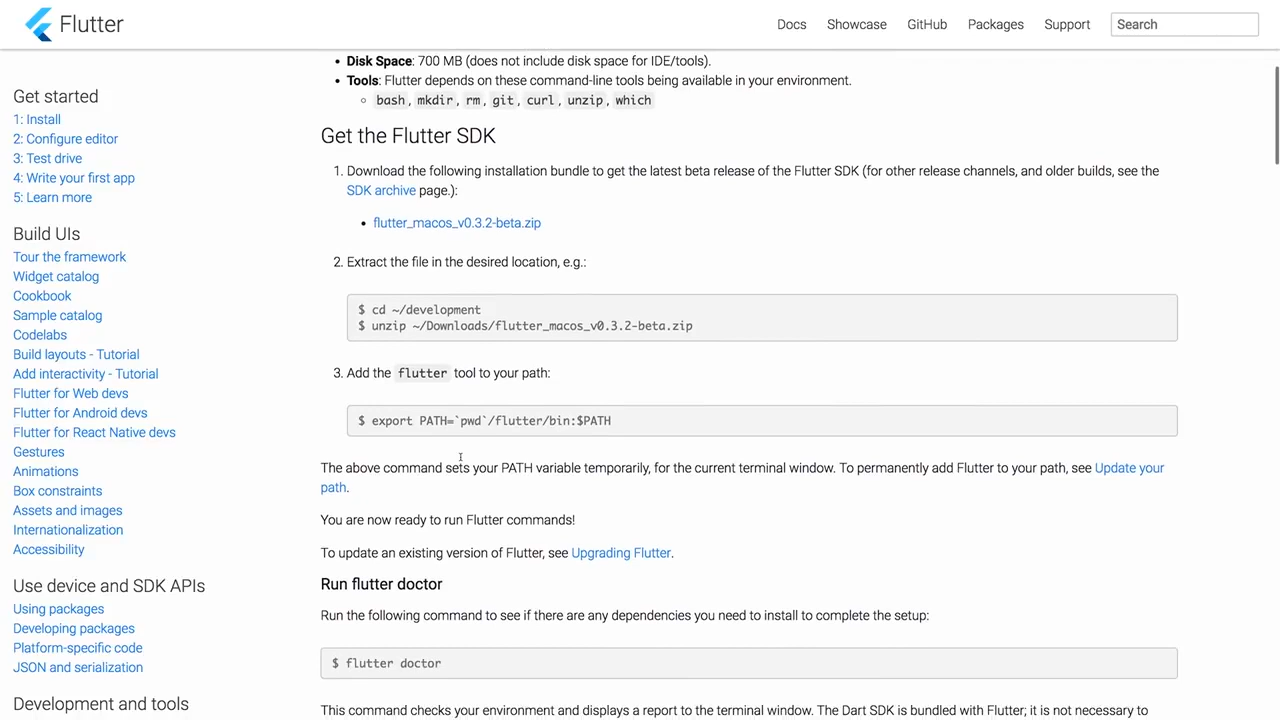 Flutter
Docs
Showcase
GitHub
Packages
Support
Search
Get started
1: Install
2: Configure editor
3: Test drive
4: Write your first app
5: Learn more
Build UIs
Tour the framework
Widget catalog
Cookbook
Sample catalog
Codelabs
Build layouts - Tutorial
Add interactivity - Tutorial
Flutter for Web devs
Flutter for Android devs
Flutter for React Native devs
Gestures
Animations
Box constraints
Assets and images
Internationalization
Accessibility
Use device and SDK APIs
Using packages
Developing packages
Platform-specific code
JSON and serialization
Development and tools
• Disk Space: 700 MB (does not include disk space for IDE/tools).
• Tools: Flutter depends on these command-line tools being available in your environment.
◦ bash, mkdir, rm, git, curl, unzip, which
Get the Flutter SDK
1. Download the following installation bundle to get the latest beta release of the Flutter SDK (for other release channels, and older builds, see the
SDK archive page.):
• flutter_macos_v0.3.2-beta.zip
2. Extract the file in the desired location, e.g.:
$ cd ~/development
$ unzip ~/Downloads/flutter_macos_v0.3.2-beta.zip
3. Add the flutter tool to your path:
$ export PATH=`pwd`/flutter/bin:$PATH
The above command sets your PATH variable temporarily, for the current terminal window. To permanently add Flutter to your path, see Update your
path.
You are now ready to run Flutter commands!
To update an existing version of Flutter, see Upgrading Flutter.
Run flutter doctor
Run the following command to see if there are any dependencies you need to install to complete the setup:
$ flutter doctor
This command checks your environment and displays a report to the terminal window. The Dart SDK is bundled with Flutter; it is not necessary to